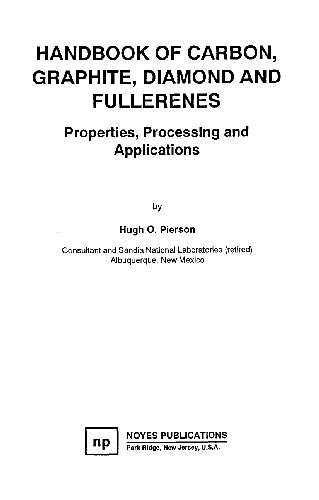 HANDBOOK OF CARBON,
GRAPHITE, DIAMOND AND
FULLERENES
Properties, Processing and
Applications
by
Hugh O. Pierson
Consultant and Sandia National Laboratories (retired)
Albuquerque, New Mexico
np
NOYES PUBLICATIONS
Park Ridge, New Jersey, U.S.A.